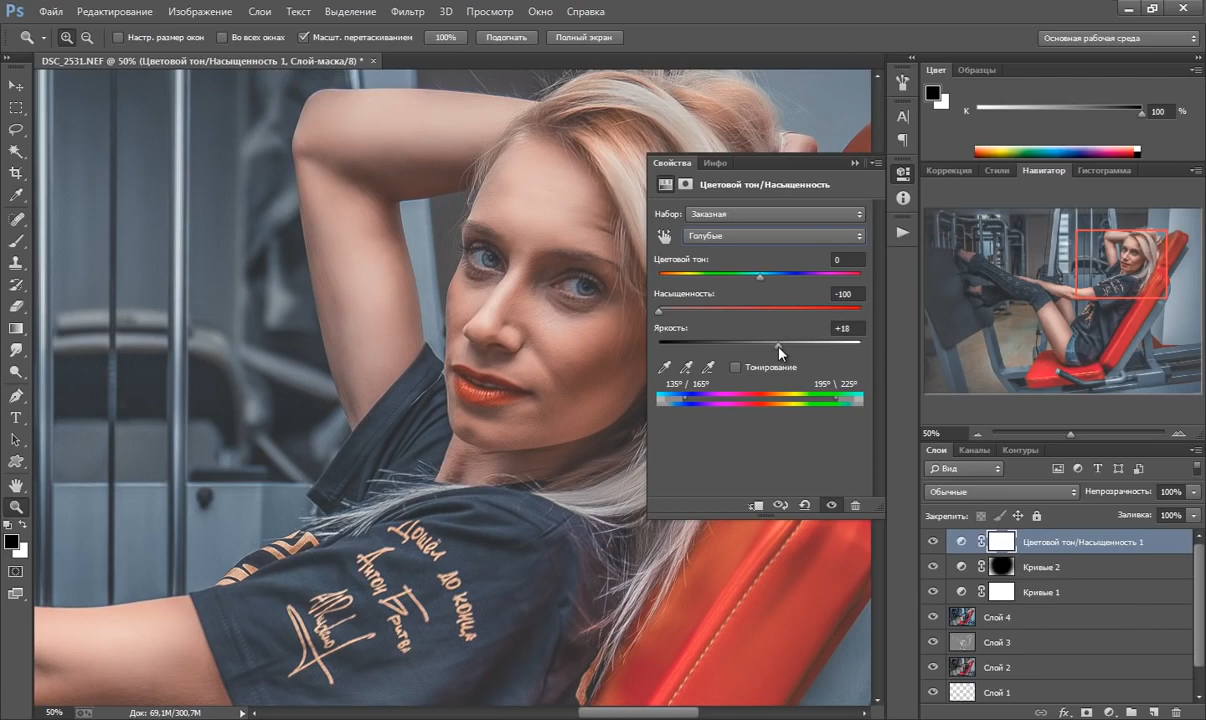 Ps Файл Редактирование Изображение Слои Текст Выделение Фильтр 3D Просмотр Окно Справка
Настр. размер окон Во всех окнах Масшт. перетаскиванием 100% Подогнать Полный экран Основная рабочая среда
DSC_2531.NEF @ 50% (Цветовой тон/Насыщенность 1, Слой-маска/8) * ×
Цвет Образцы
K 100 %
Коррекция Стили Навигатор Гистограмма
50%
Свойства Инфо
Цветовой тон/Насыщенность
Набор: Заказная
Голубые
Цветовой тон: 0
Насыщенность: -100
Яркость: +18
Тонирование
135° / 165° 195° \ 225°
Слои Каналы Контуры
Вид
Обычные Непрозрачность: 100%
Закрепить: Заливка: 100%
Цветовой тон/Насыщенность 1
Кривые 2
Кривые 1
Слой 4
Слой 3
Слой 2
Слой 1
Дошёл до конца
Антон Бритва
50% Док: 69,1M/300,7M